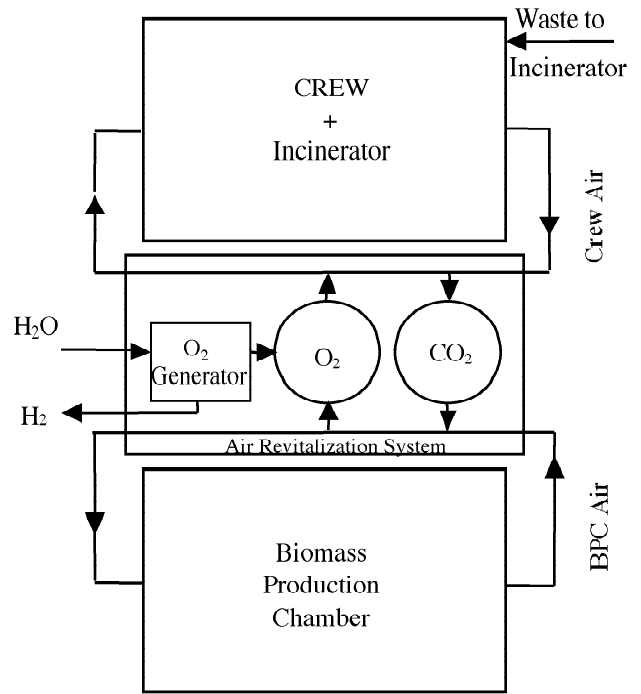 Waste to
Incinerator
CREW
+
Incinerator
Crew Air
H₂O
O₂
Generator
O₂
CO₂
H₂
Air Revitalization System
Biomass
Production
Chamber
BPC Air